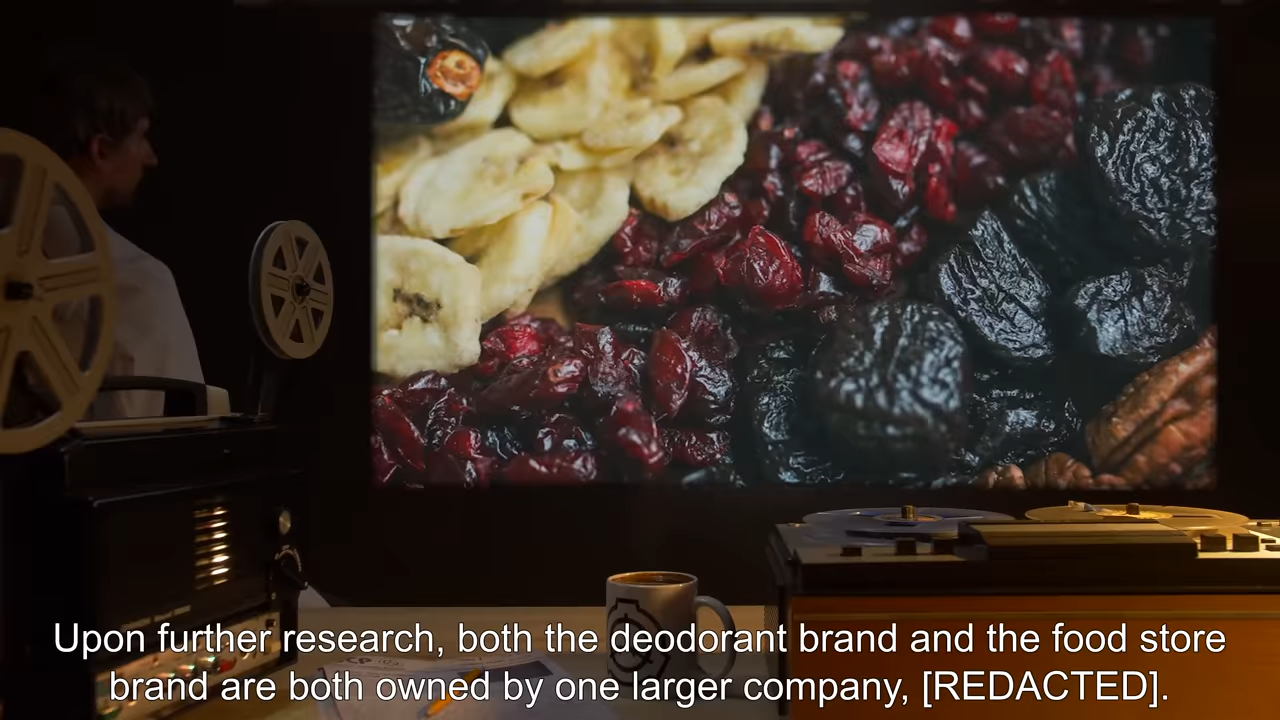 Upon further research, both the deodorant brand and the food store
brand are both owned by one larger company, [REDACTED].